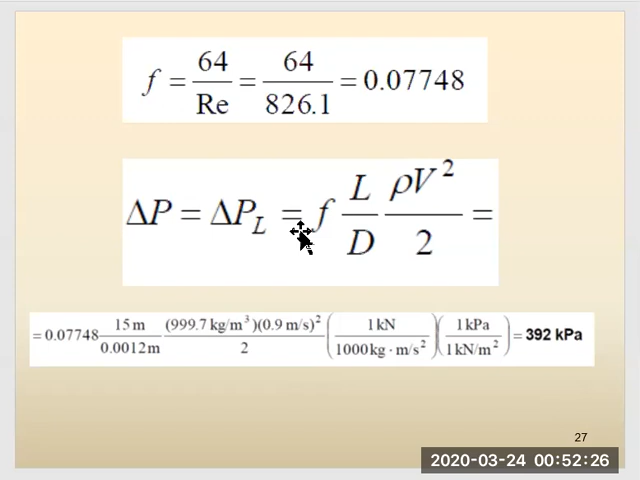 f = 64/Re = 64/826.1 = 0.07748
ΔP = ΔP_L = f L/D ρV²/2 =
= 0.07748 15 m/0.0012 m (999.7 kg/m³)(0.9 m/s)²/2 (1 kN/1000 kg · m/s²)(1 kPa/1 kN/m²) = 392 kPa
27
2020-03-24 00:52:26